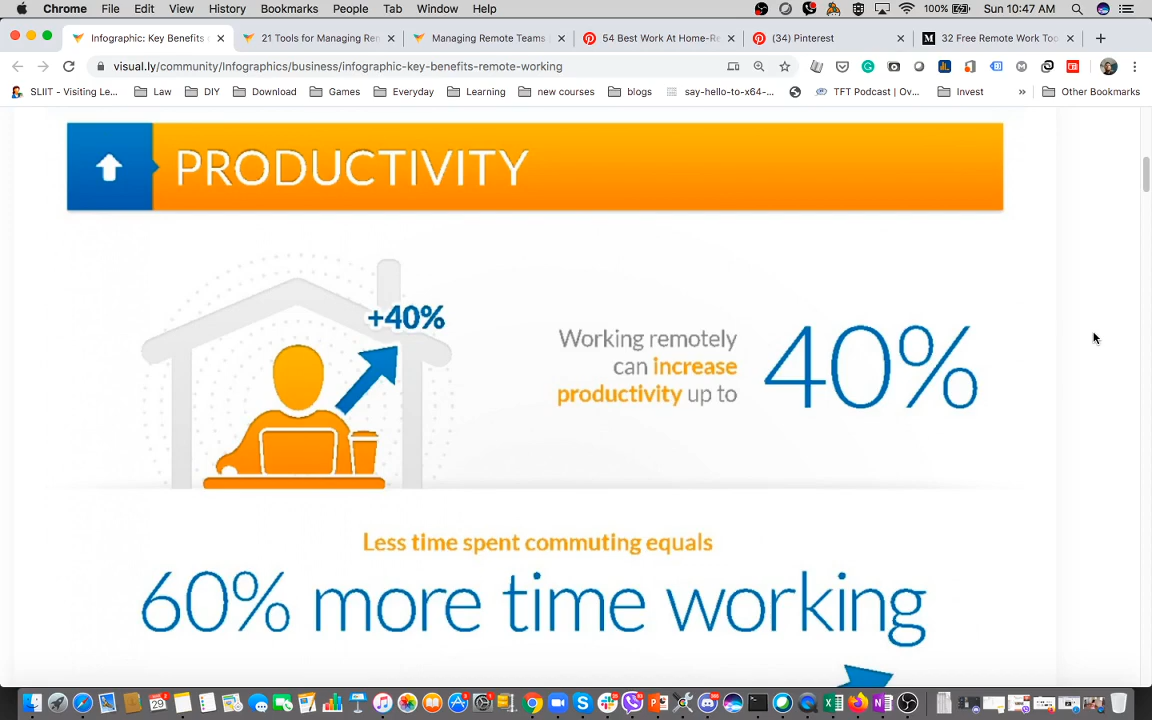 Chrome File Edit View History Bookmarks People Tab Window Help 100% Sun 10:47 AM
Infographic: Key Benefits 21 Tools for Managing Rem Managing Remote Teams 54 Best Work At Home-Re (34) Pinterest 32 Free Remote Work Too
visual.ly/community/Infographics/business/infographic-key-benefits-remote-working
SLIIT - Visiting Le... Law DIY Download Games Everyday Learning new courses blogs say-hello-to-x64-... TFT Podcast | Ov... Invest » Other Bookmarks
PRODUCTIVITY
+40%
Working remotely
can increase
productivity up to
40%
Less time spent commuting equals
60% more time working